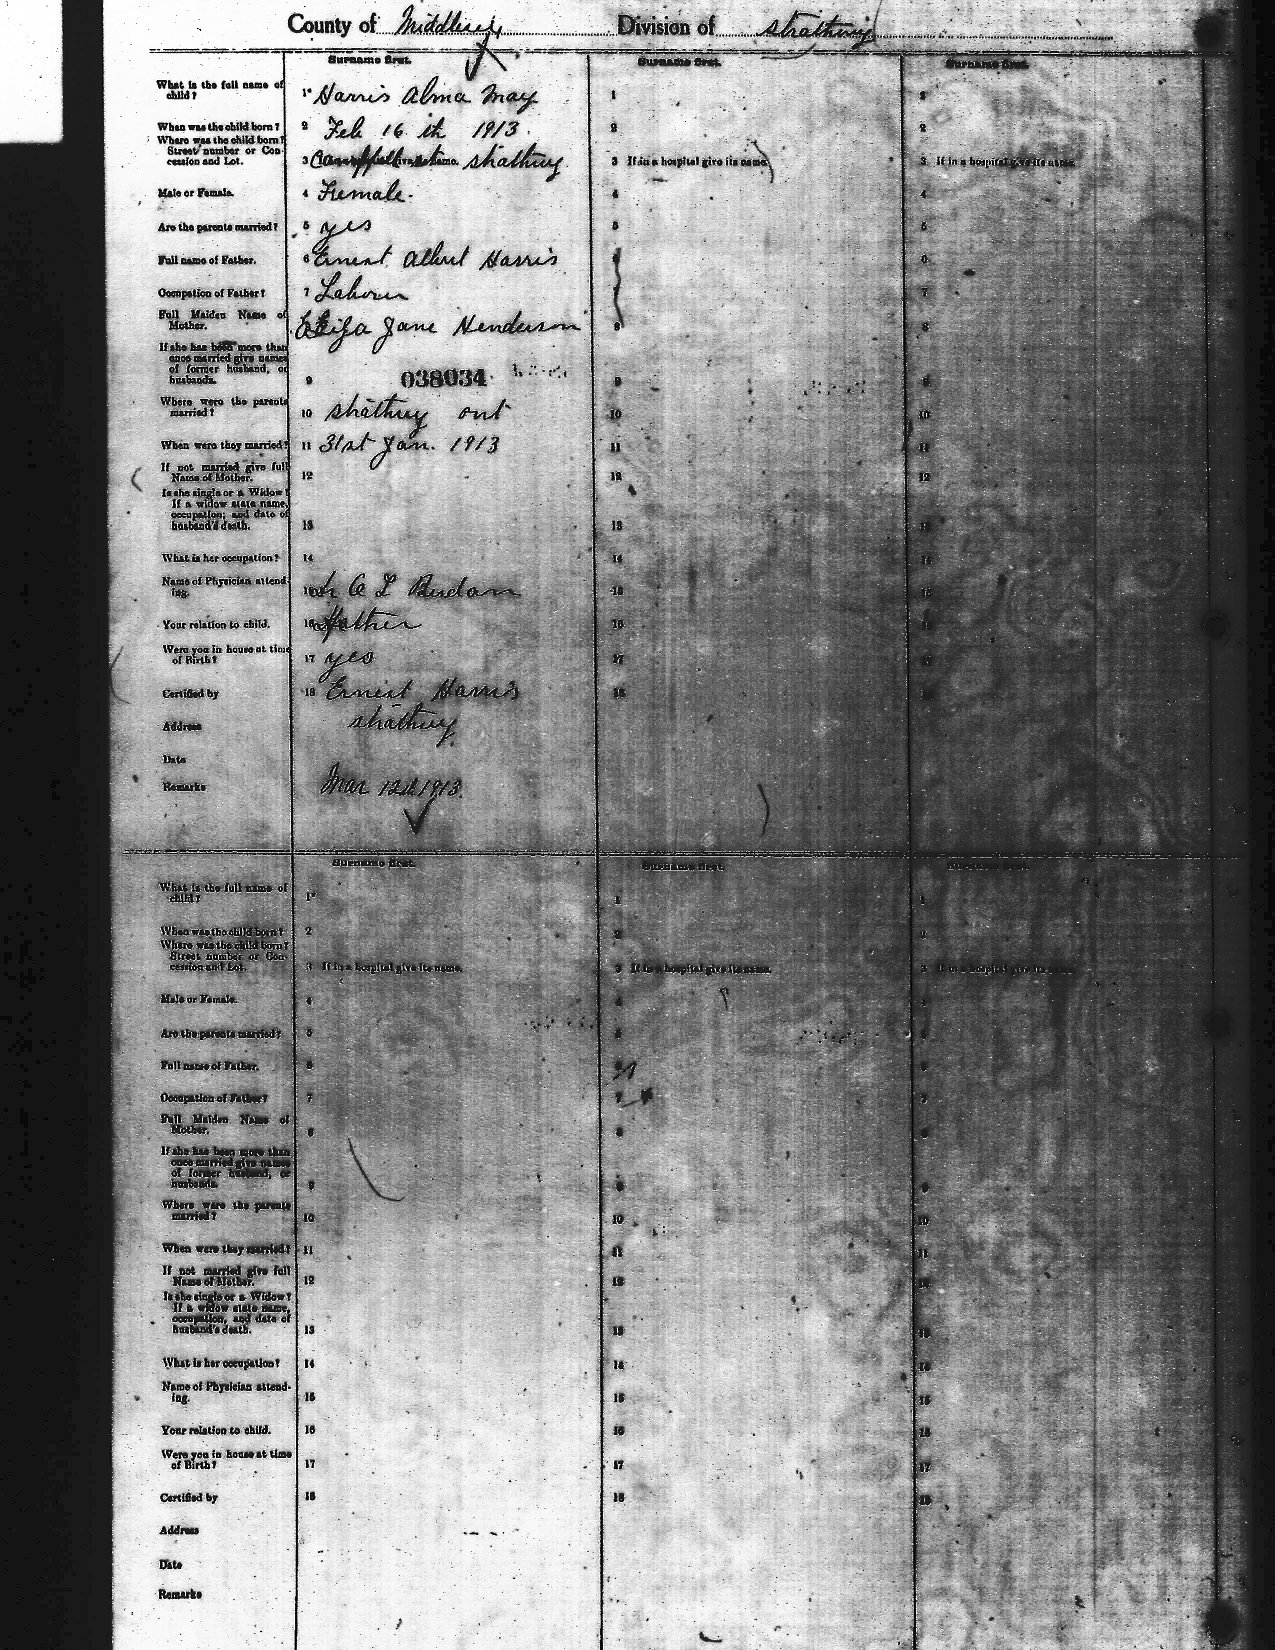 County of Middlesex Division of Strathroy
Surname first. Surname first. Surname first.
What is the full name of child? 1 Harris Alma May 1 1
When was the child born? 2 Feb 16 th 1913. 2 2
Where was the child born? Street number or Concession and Lot. 3 Campbell st Strathroy 3 If in a hospital give its name. 3 If in a hospital give its name.
Male or Female. 4 Female. 4 4
Are the parents married? 5 yes 5 5
Full name of Father. 6 Ernest Albert Harris 6
Occupation of Father? 7 Laborer 7
Full Maiden Name of Mother. Eliza Jane Henderson 8 8
If she has been more than once married give names of former husband, or husbands. 9 038034 9 9
Where were the parents married? 10 Strathroy ont 10 10
When were they married? 11 31st Jan. 1913 11 11
If not married give full Name of Mother. 12 12 12
Is she single or a Widow? If a widow state name, occupation; and date of husband's death. 13 13 13
What is her occupation? 14 14 14
Name of Physician attending. 15 15 15
Your relation to child. 16 Father 16 16
Were you in house at time of Birth? 17 yes 17 17
Certified by 18 Ernest Harris 18
Address Strathroy
Date
Remarks Mar 12th 1913.
Surname first. Surname first. Surname first.
What is the full name of child? 1 1 1
When was the child born? 2 2 2
Where was the child born? Street number or Concession and Lot. 3 If in a hospital give its name. 3 If in a hospital give its name. 3 If in a hospital give its name.
Male or Female. 4 4 4
Are the parents married? 5 5 5
Full name of Father. 6 6 6
Occupation of Father? 7 7 7
Full Maiden Name of Mother. 8 8 8
If she has been more than once married give names of former husband, or husbands. 9 9 9
Where were the parents married? 10 10 10
When were they married? 11 11 11
If not married give full Name of Mother. 12 12 12
Is she single or a Widow? If a widow state name, occupation, and date of husband's death. 13 13 13
What is her occupation? 14 14 14
Name of Physician attending. 15 15 15
Your relation to child. 16 16 16
Were you in house at time of Birth? 17 17 17
Certified by 18 18 18
Address
Date
Remarks